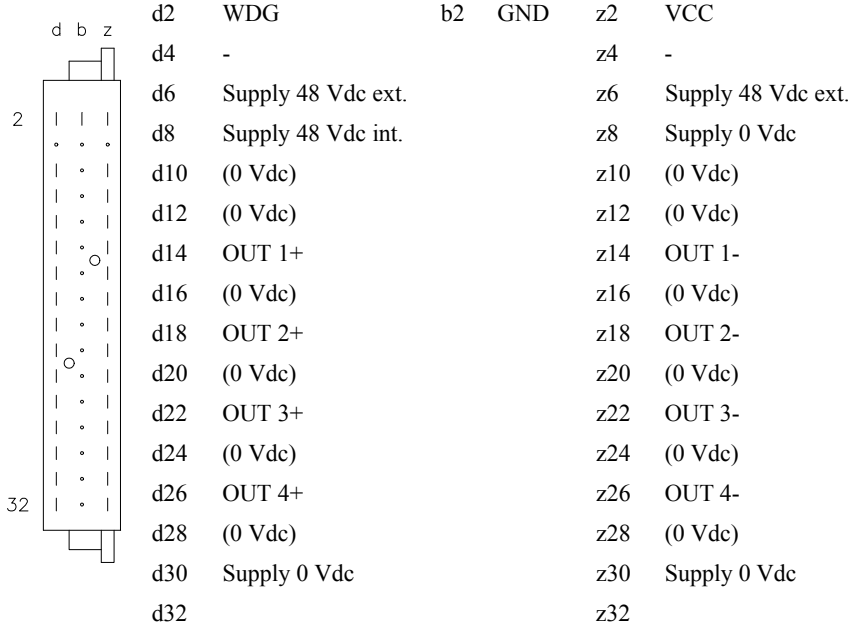 d b z
2
32
d2 WDG b2 GND z2 VCC
d4 - z4 -
d6 Supply 48 Vdc ext. z6 Supply 48 Vdc ext.
d8 Supply 48 Vdc int. z8 Supply 0 Vdc
d10 (0 Vdc) z10 (0 Vdc)
d12 (0 Vdc) z12 (0 Vdc)
d14 OUT 1+ z14 OUT 1-
d16 (0 Vdc) z16 (0 Vdc)
d18 OUT 2+ z18 OUT 2-
d20 (0 Vdc) z20 (0 Vdc)
d22 OUT 3+ z22 OUT 3-
d24 (0 Vdc) z24 (0 Vdc)
d26 OUT 4+ z26 OUT 4-
d28 (0 Vdc) z28 (0 Vdc)
d30 Supply 0 Vdc z30 Supply 0 Vdc
d32 z32